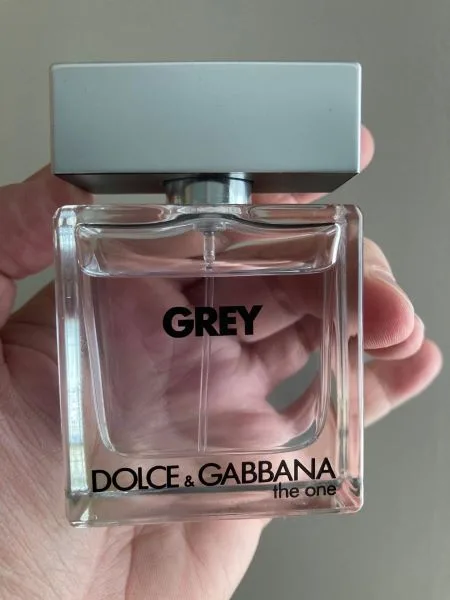 GREY
DOLCE & GABBANA
the one